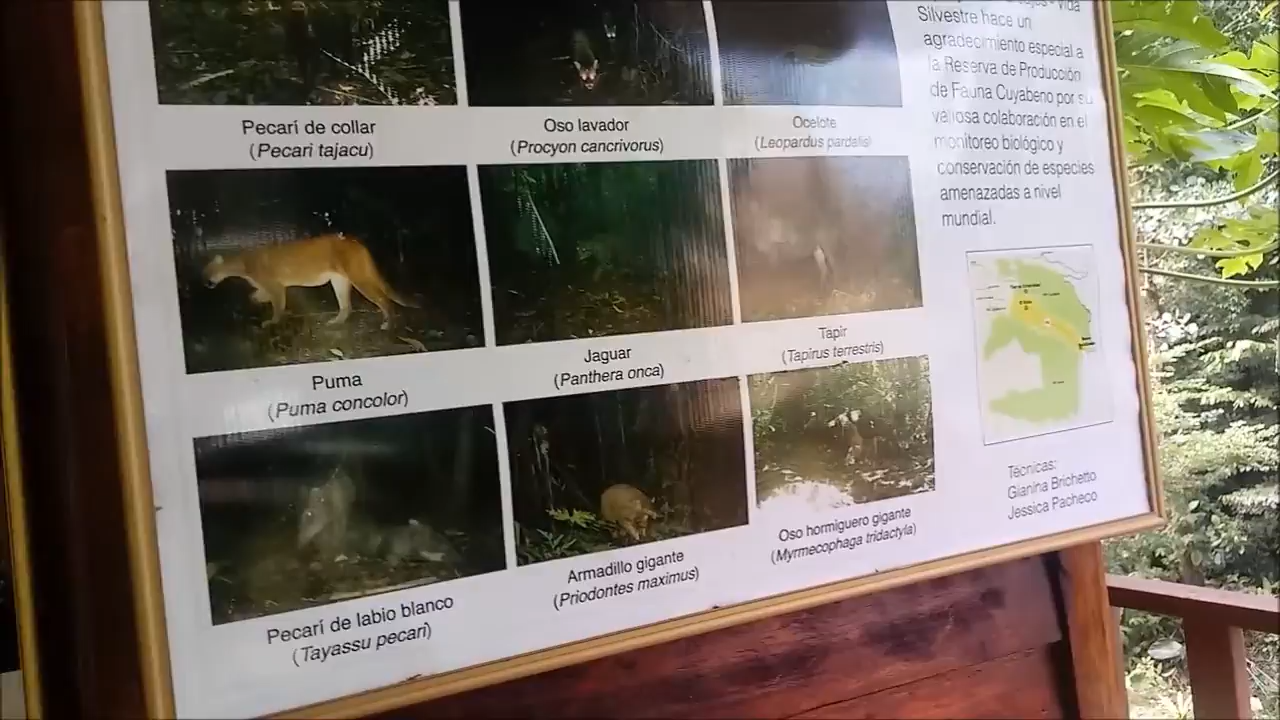 Pecarí de collar
(Pecari tajacu)
Oso lavador
(Procyon cancrivorus)
Ocelote
(Leopardus pardalis)
Puma
(Puma concolor)
Jaguar
(Panthera onca)
Tapir
(Tapirus terrestris)
Pecarí de labio blanco
(Tayassu pecari)
Armadillo gigante
(Priodontes maximus)
Oso hormiguero gigante
(Myrmecophaga tridactyla)
Vida
Silvestre hace un
agradecimiento especial a
la Reserva de Producción
de Fauna Cuyabeno por su
valiosa colaboración en el
monitoreo biológico y
conservación de especies
amenazadas a nivel
mundial.
Técnicas:
Gianina Brichetto
Jessica Pacheco